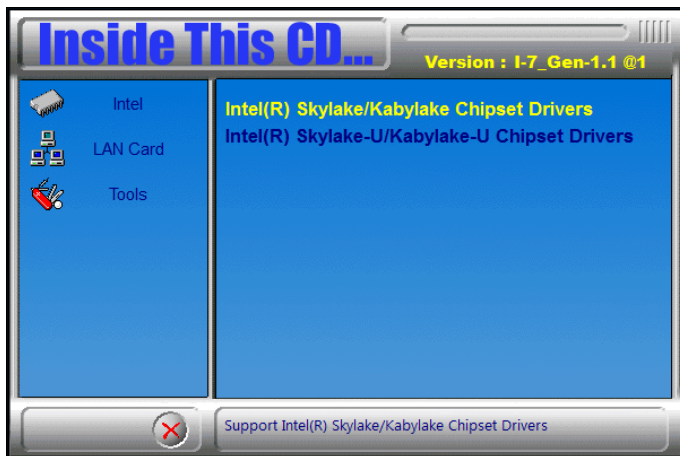 Inside This CD...
Version : I-7_Gen-1.1 @1
Intel
LAN Card
Tools
Intel(R) Skylake/Kabylake Chipset Drivers
Intel(R) Skylake-U/Kabylake-U Chipset Drivers
Support Intel(R) Skylake/Kabylake Chipset Drivers